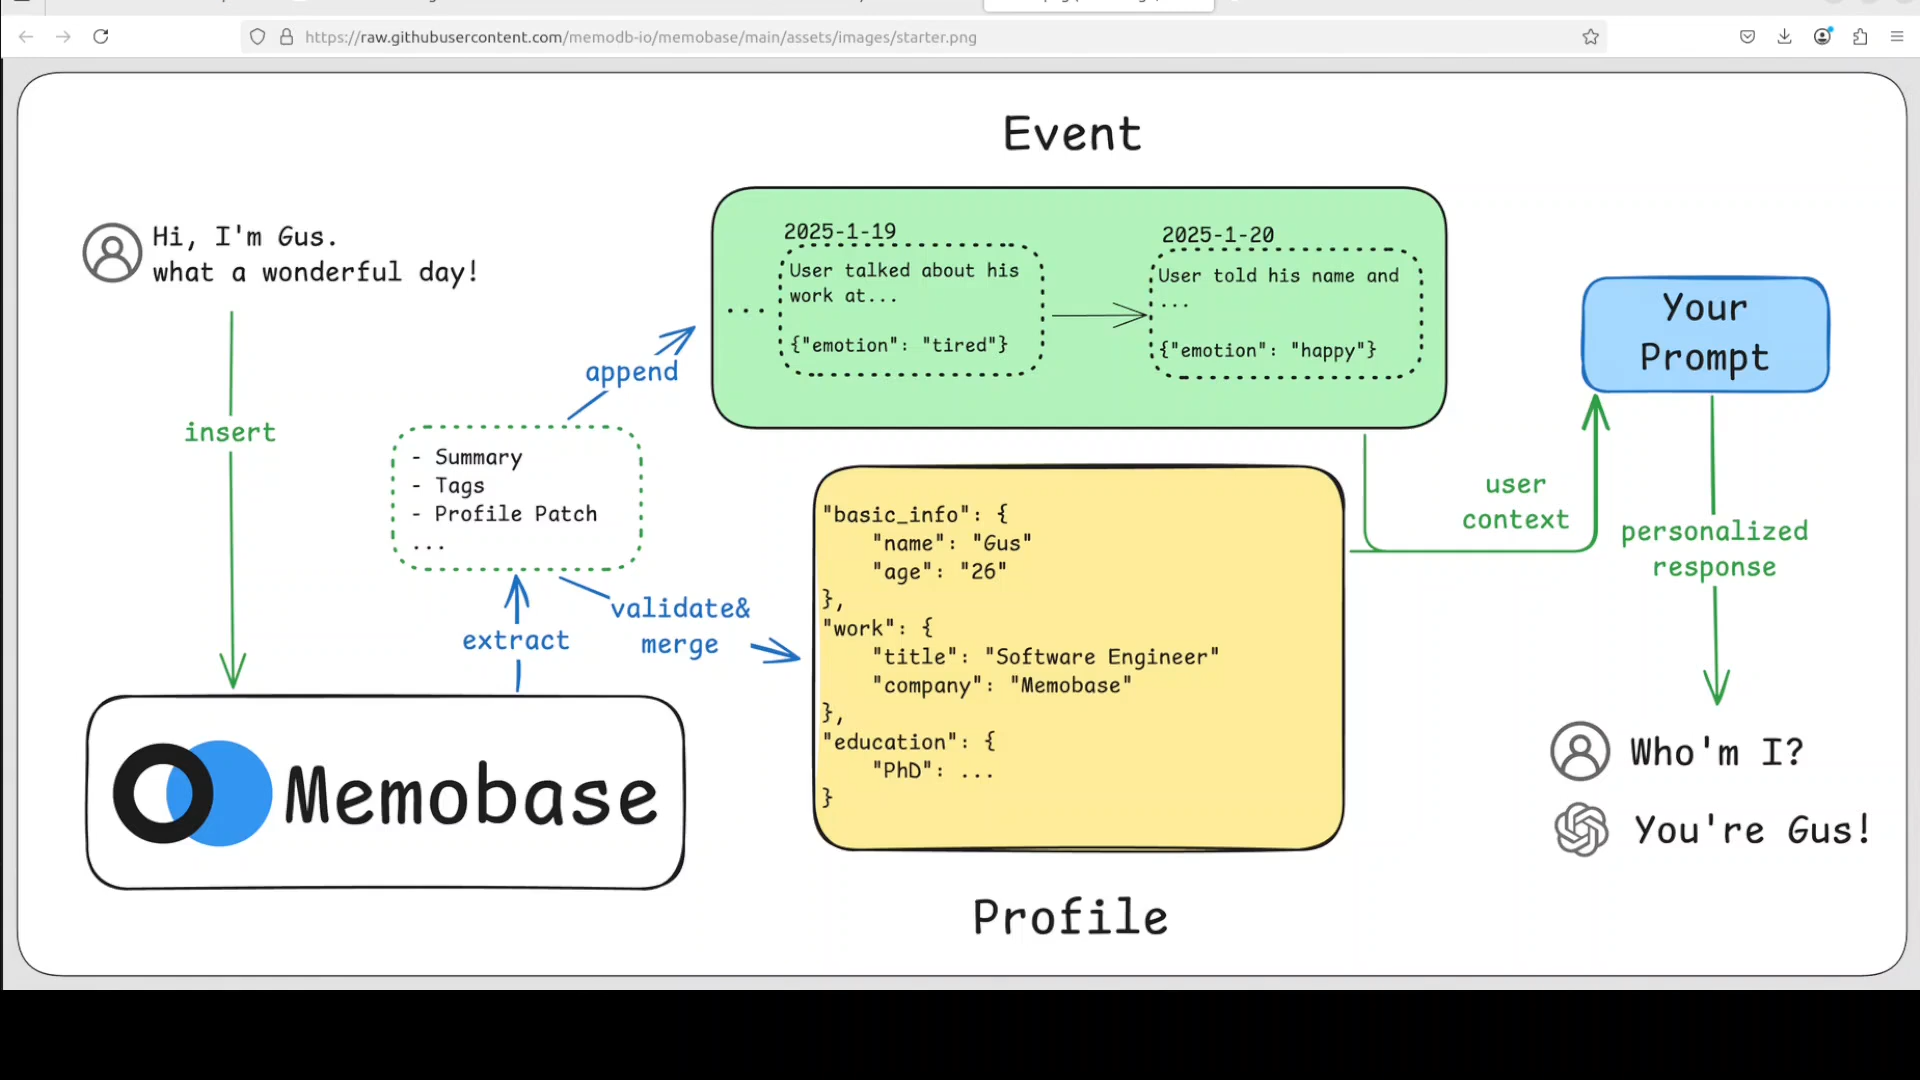 https://raw.githubusercontent.com/memodb-io/memobase/main/assets/images/starter.png
Event
Hi, I'm Gus.
what a wonderful day!
insert
append
- Summary
- Tags
- Profile Patch
...
extract
validate&
merge
Memobase
...
2025-1-19
User talked about his
work at...
{"emotion": "tired"}
2025-1-20
User told his name and
...
{"emotion": "happy"}
"basic_info": {
"name": "Gus"
"age": "26"
},
"work": {
"title": "Software Engineer"
"company": "Memobase"
},
"education": {
"PhD": ...
}
Profile
user
context
Your
Prompt
personalized
response
Who'm I?
You're Gus!